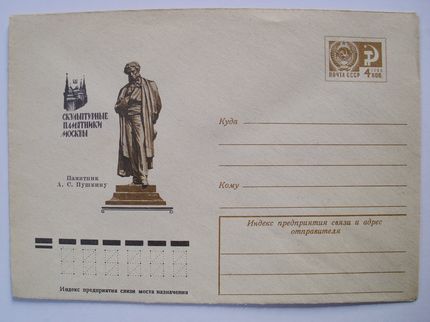 ПОЧТА СССР
4 КОП.
СКУЛЬПТУРНЫЕ
ПАМЯТНИКИ
МОСКВЫ
Памятник
А. С. Пушкину
Куда
Кому
Индекс предприятия связи и адрес
отправителя
Индекс предприятия связи места назначения